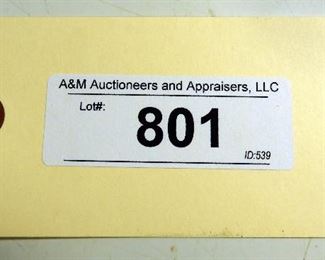 A&M Auctioneers and Appraisers, LLC
Lot#:
801
ID:539